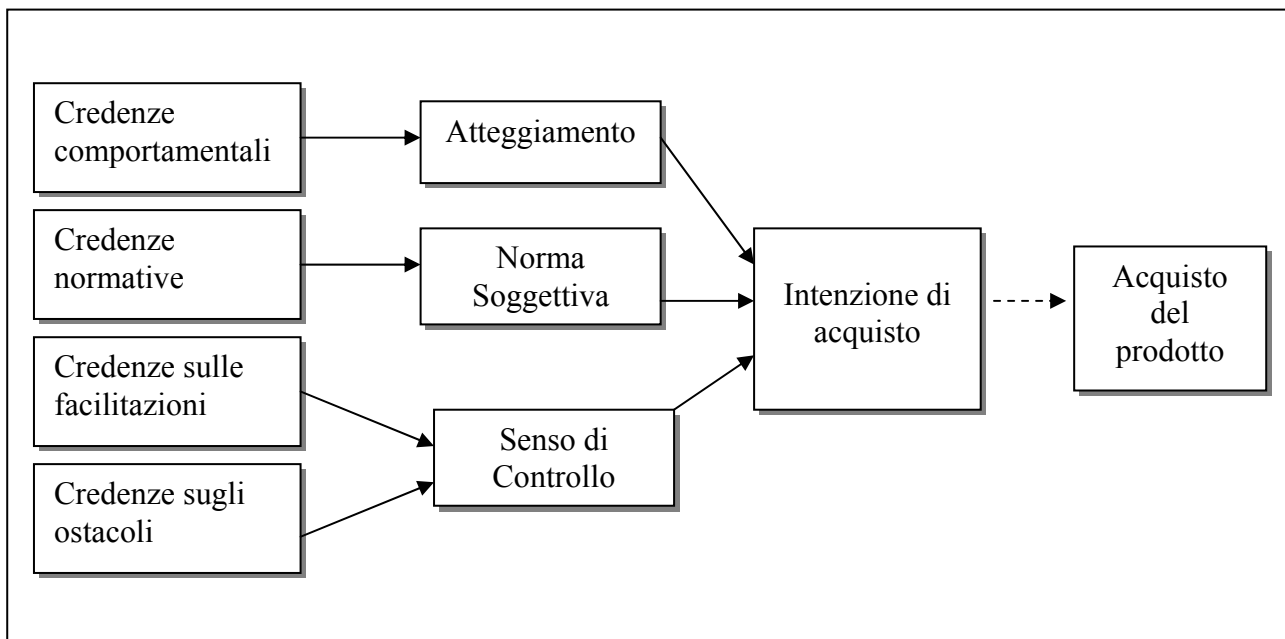 Credenze
comportamentali
Atteggiamento
Credenze
normative
Norma
Soggettiva
Intenzione di
acquisto
Acquisto
del
prodotto
Credenze sulle
facilitazioni
Senso di
Controllo
Credenze sugli
ostacoli